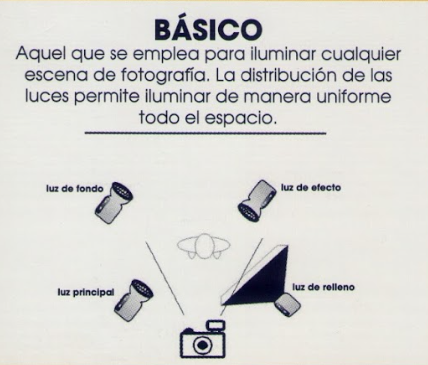 BÁSICO
Aquel que se emplea para iluminar cualquier
escena de fotografía. La distribución de las
luces permite iluminar de manera uniforme
todo el espacio.
luz de fondo
luz de efecto
luz principal
luz de relleno